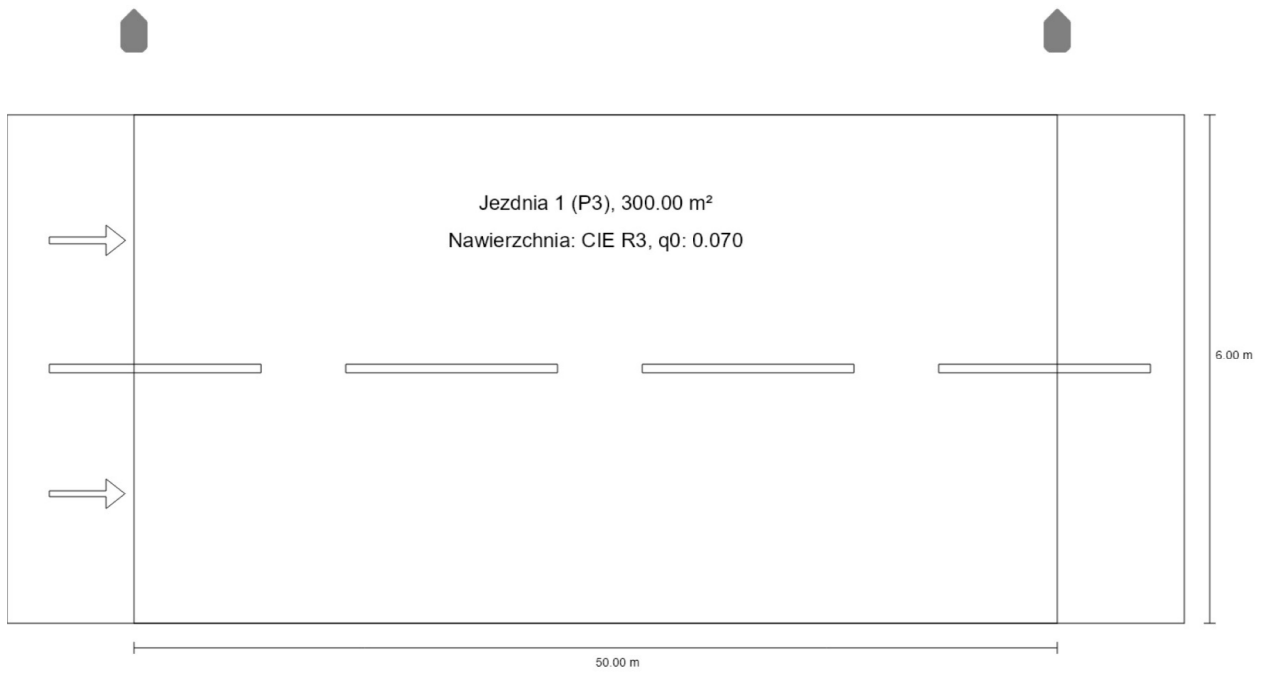 Jezdnia 1 (P3), 300.00 m²
Nawierzchnia: CIE R3, q0: 0.070
6.00 m
50.00 m